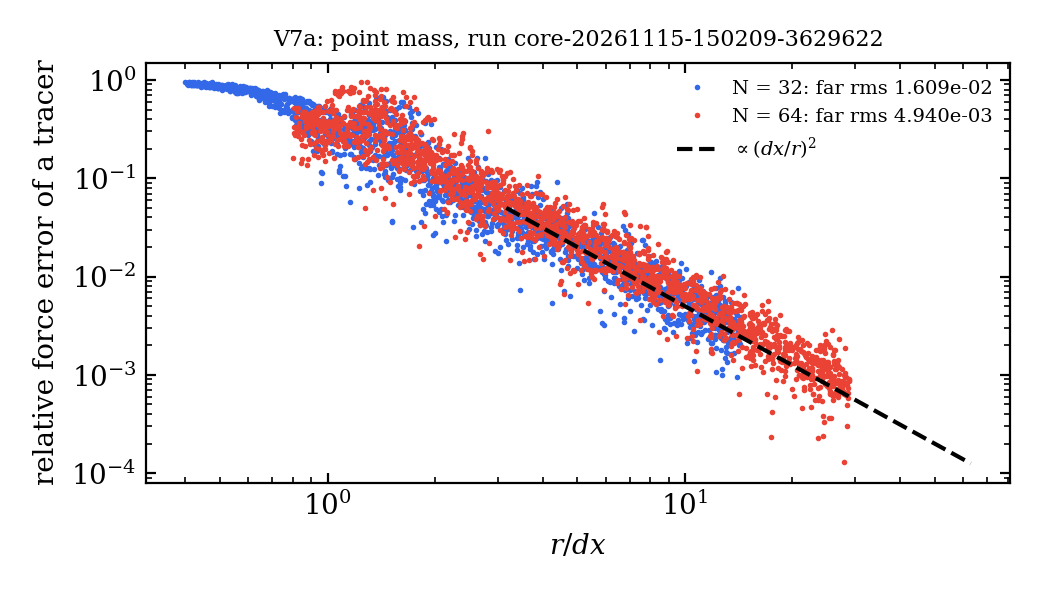 V7a: point mass, run core-20261115-150209-3629622
relative force error of a tracer
10⁰
10⁻¹
10⁻²
10⁻³
10⁻⁴
N = 32: far rms 1.609e-02
N = 64: far rms 4.940e-03
∝ (dx/r)²
10⁰ 10¹
r/dx